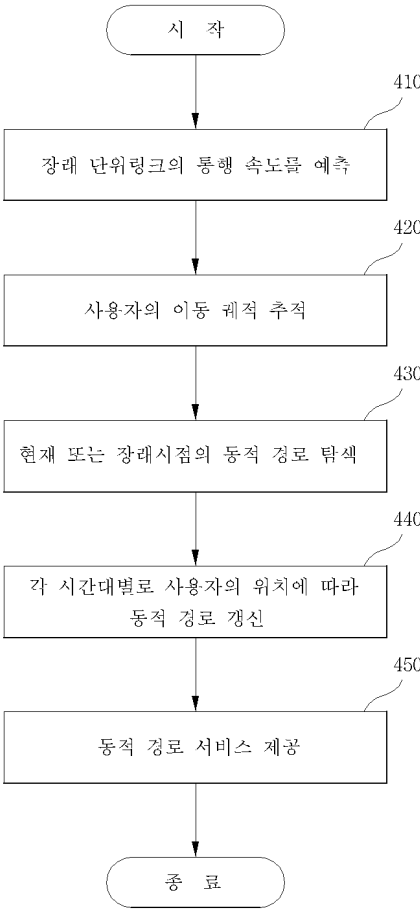 시 작
410
장래 단위링크의 통행 속도를 예측
420
사용자의 이동 궤적 추적
430
현재 또는 장래시점의 동적 경로 탐색
440
각 시간대별로 사용자의 위치에 따라
동적 경로 갱신
450
동적 경로 서비스 제공
종 료